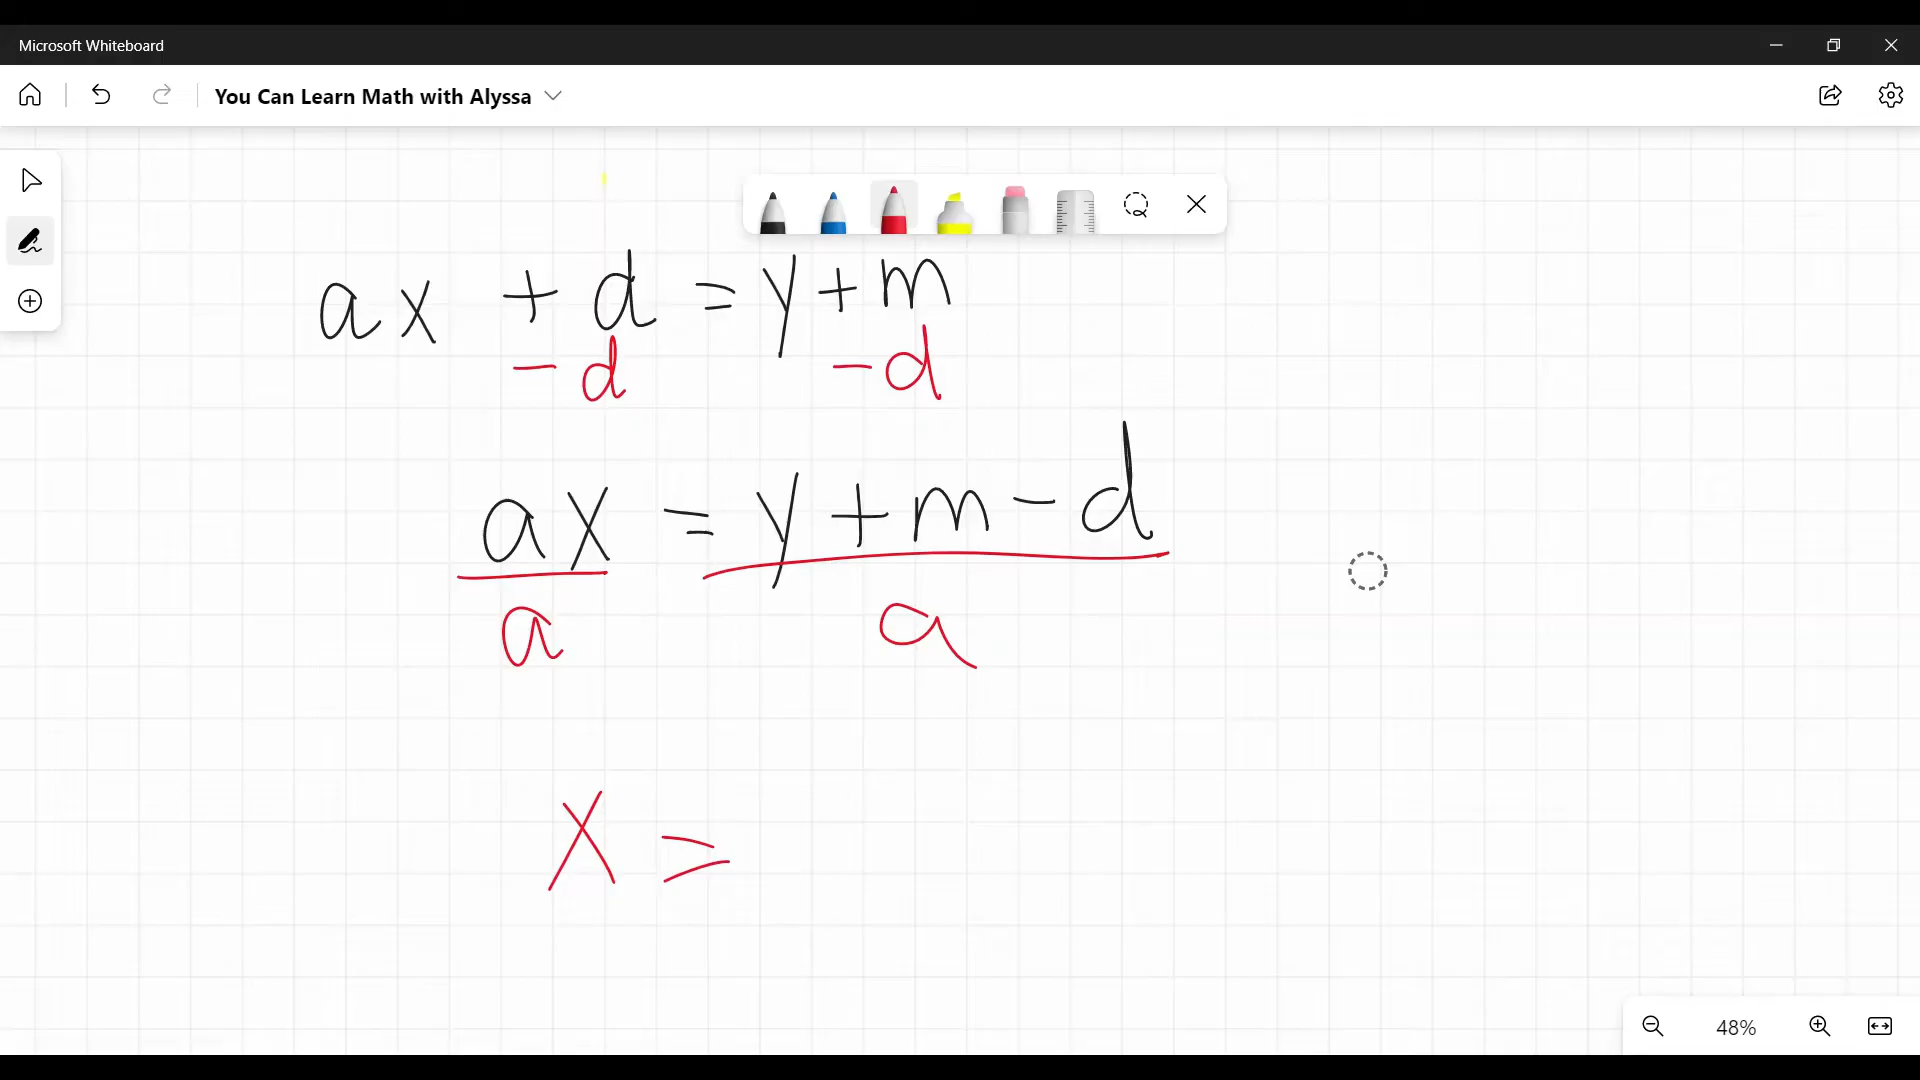 Microsoft Whiteboard
You Can Learn Math with Alyssa
ax + d = y + m
- d - d
ax = y + m - d
a a
x =
48%